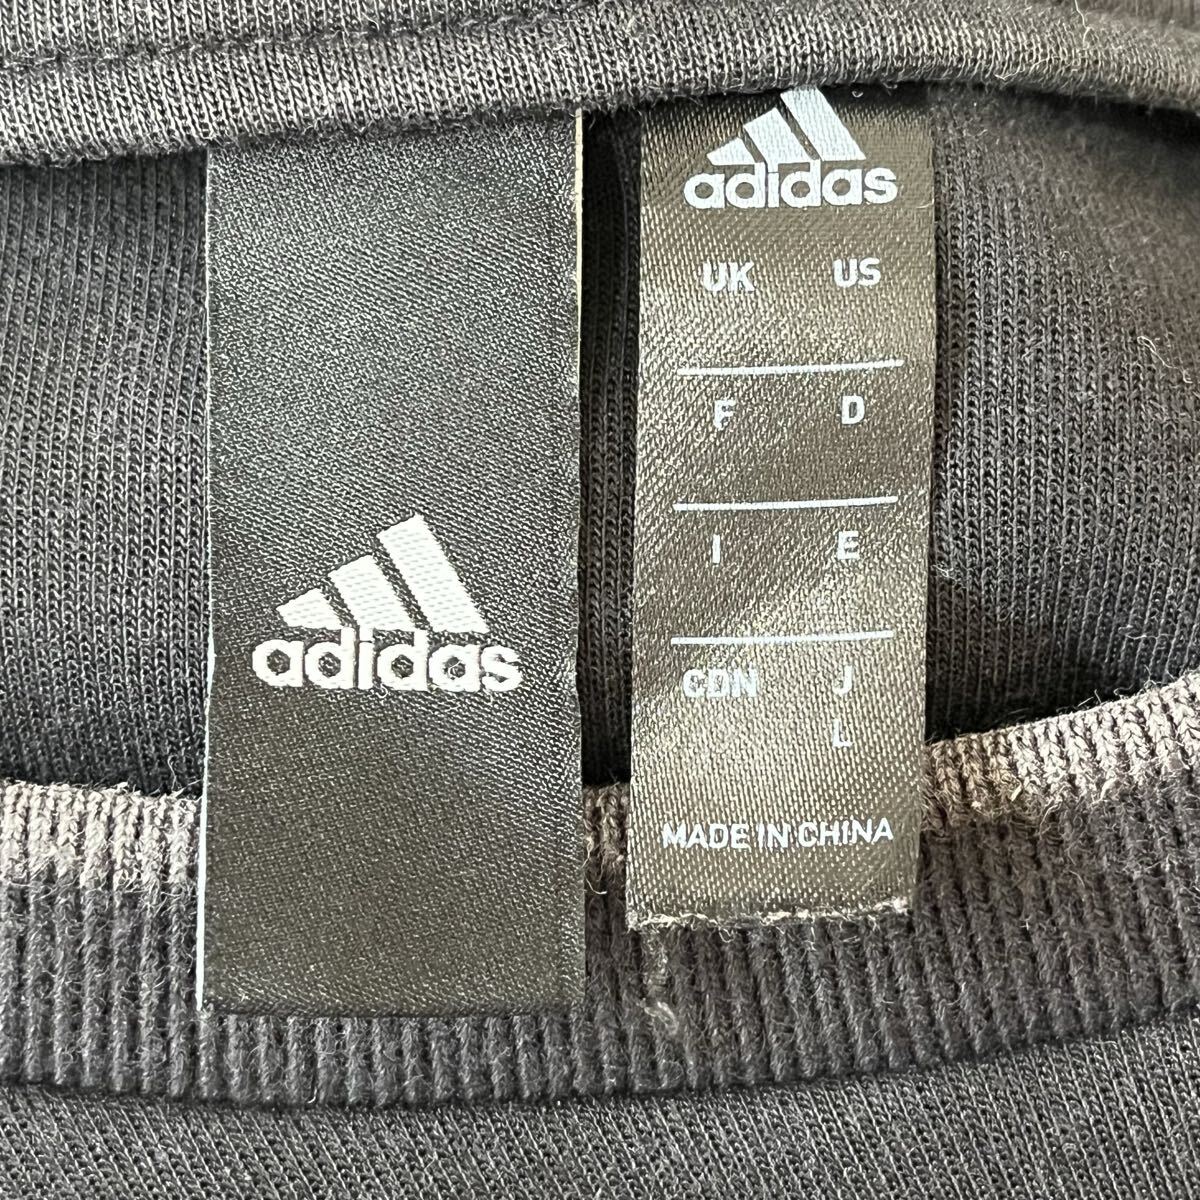 adidas
adidas
UK US
F D
I E
CDN J
L
MADE IN CHINA